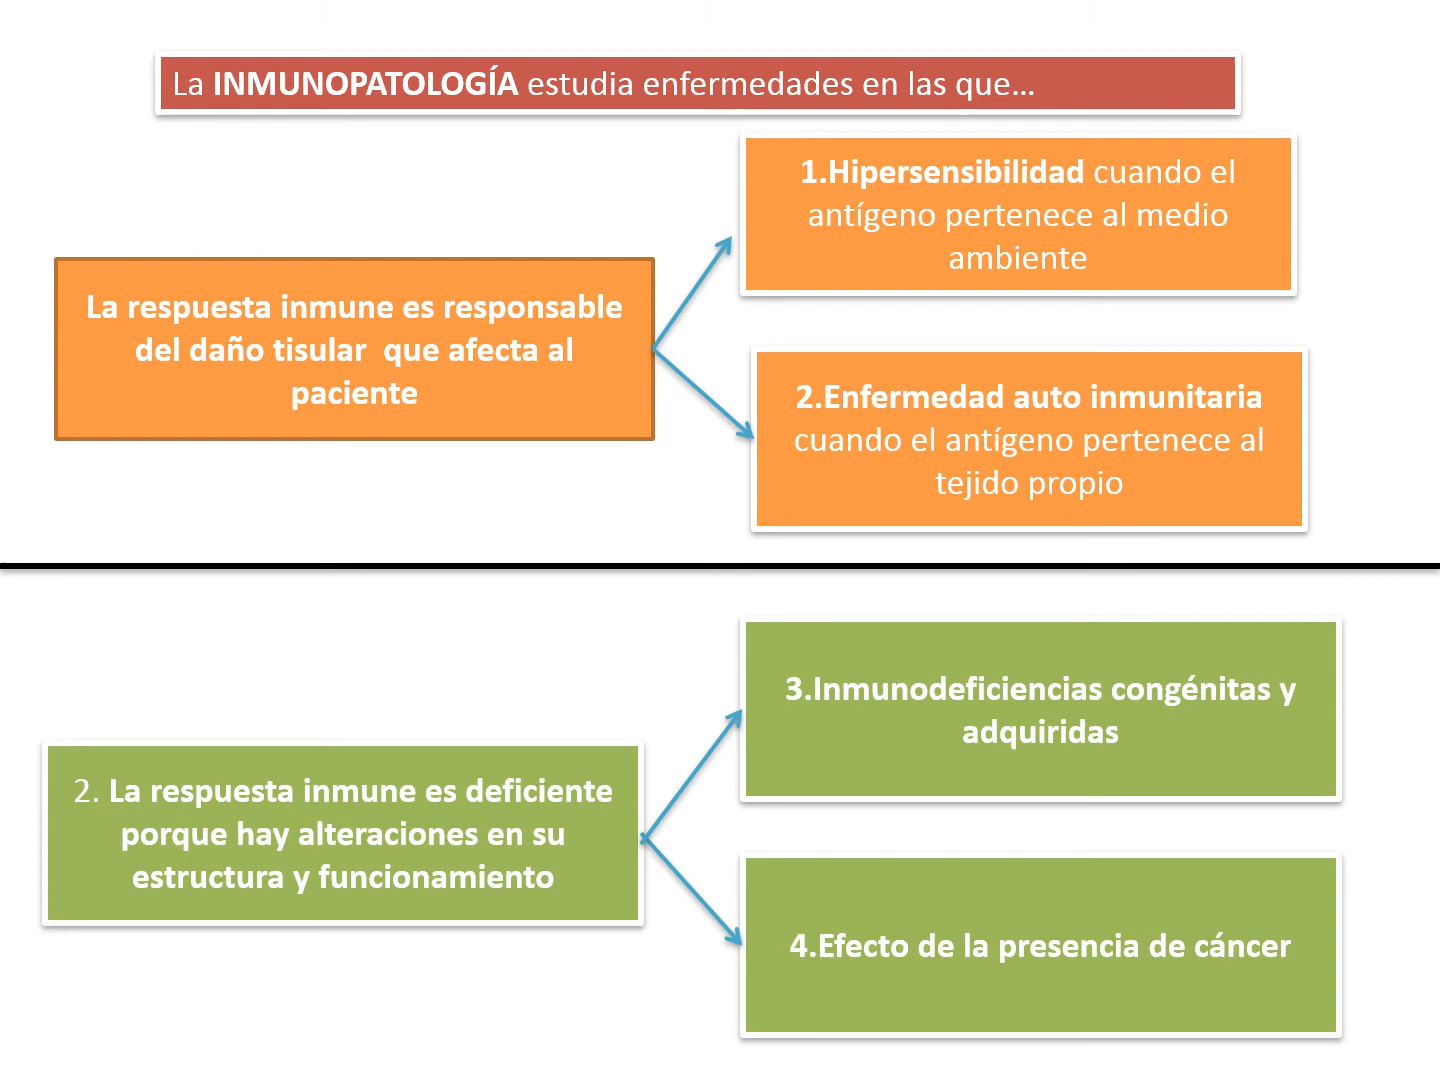 La INMUNOPATOLOGÍA estudia enfermedades en las que...
1.Hipersensibilidad cuando el
antígeno pertenece al medio
ambiente
La respuesta inmune es responsable
del daño tisular  que afecta al
paciente
2.Enfermedad auto inmunitaria
cuando el antígeno pertenece al
tejido propio
3.Inmunodeficiencias congénitas y
adquiridas
2. La respuesta inmune es deficiente
porque hay alteraciones en su
estructura y funcionamiento
4.Efecto de la presencia de cáncer